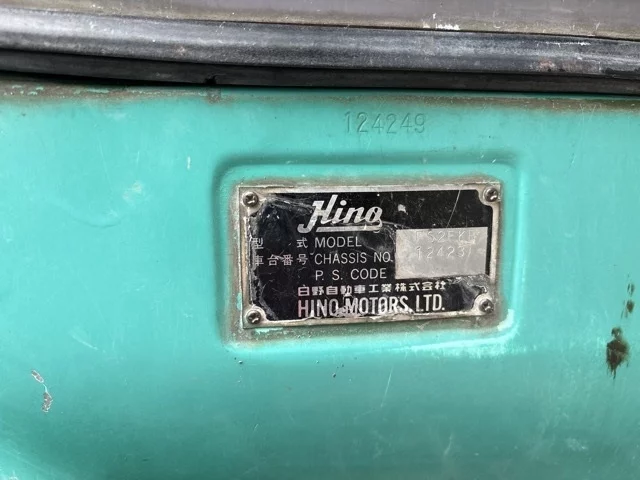 124249
Hino
型式 MODEL
車台番号 CHASSIS NO.
P. S. CODE
日野自動車工業株式会社
HINO MOTORS, LTD.